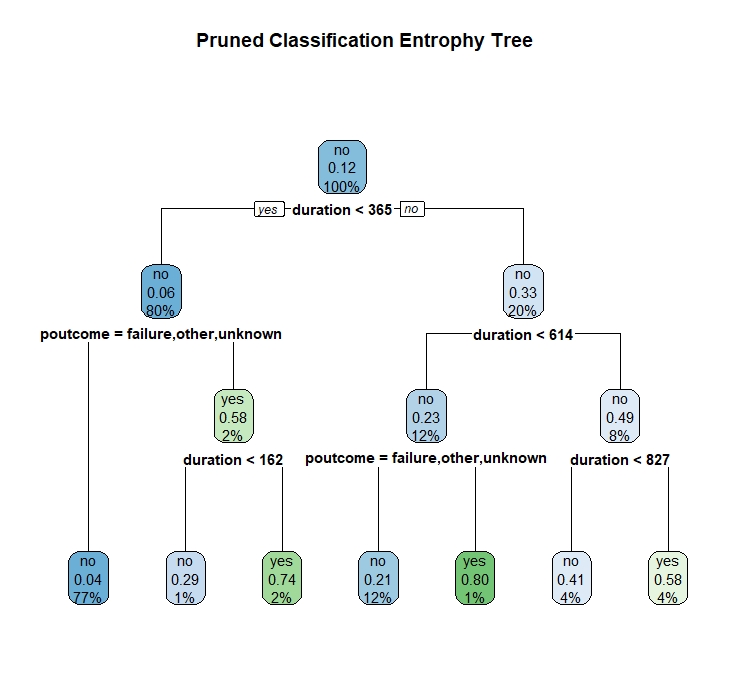 Pruned Classification Entrophy Tree
no
0.12
100%
yes duration < 365 no
no
0.06
80%
no
0.33
20%
poutcome = failure,other,unknown
duration < 614
yes
0.58
2%
no
0.23
12%
no
0.49
8%
duration < 162
poutcome = failure,other,unknown
duration < 827
no
0.04
77%
no
0.29
1%
yes
0.74
2%
no
0.21
12%
yes
0.80
1%
no
0.41
4%
yes
0.58
4%